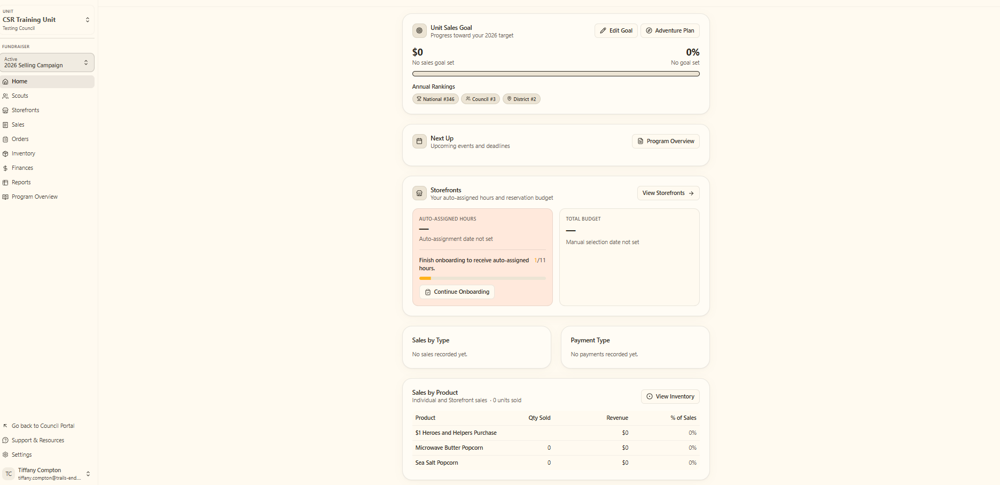 UNIT
CSR Training Unit
Testing Council
FUNDRAISER
Active
2026 Selling Campaign
Home
Scouts
Storefronts
Sales
Orders
Inventory
Finances
Reports
Program Overview
Go back to Council Portal
Support & Resources
Settings
TC
Tiffany Compton
tiffany.compton@trails-end....
Unit Sales Goal
Progress toward your 2026 target
Edit Goal
Adventure Plan
$0
0%
No sales goal set
No goal set
Annual Rankings
National #346
Council #3
District #2
Next Up
Upcoming events and deadlines
Program Overview
Storefronts
Your auto-assigned hours and reservation budget
View Storefronts
AUTO-ASSIGNED HOURS
—
Auto-assignment date not set
Finish onboarding to receive auto-assigned 1/11
hours.
Continue Onboarding
TOTAL BUDGET
—
Manual selection date not set
Sales by Type
No sales recorded yet.
Payment Type
No payments recorded yet.
Sales by Product
Individual and Storefront sales · 0 units sold
View Inventory
Product Qty Sold Revenue % of Sales
$1 Heroes and Helpers Purchase $0 0%
Microwave Butter Popcorn 0 $0 0%
Sea Salt Popcorn 0 $0 0%